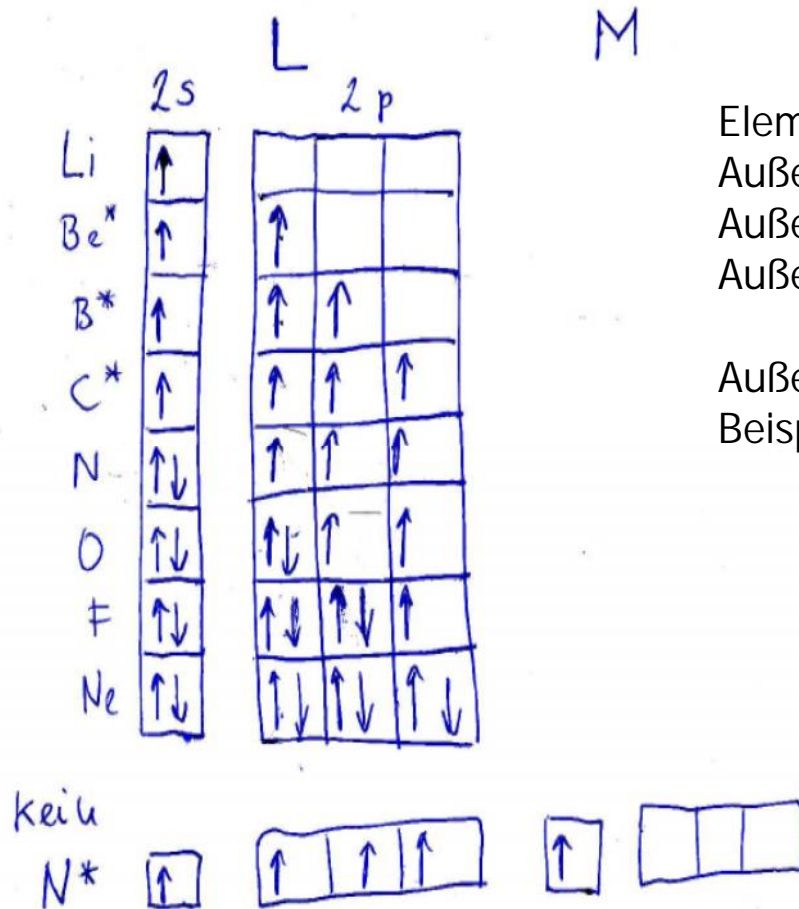 L M
2s 2p
Li
Be*
B*
C*
N
O
F
Ne
kein
N*
Elem
Auße
Auße
Auße
Auße
Beisp